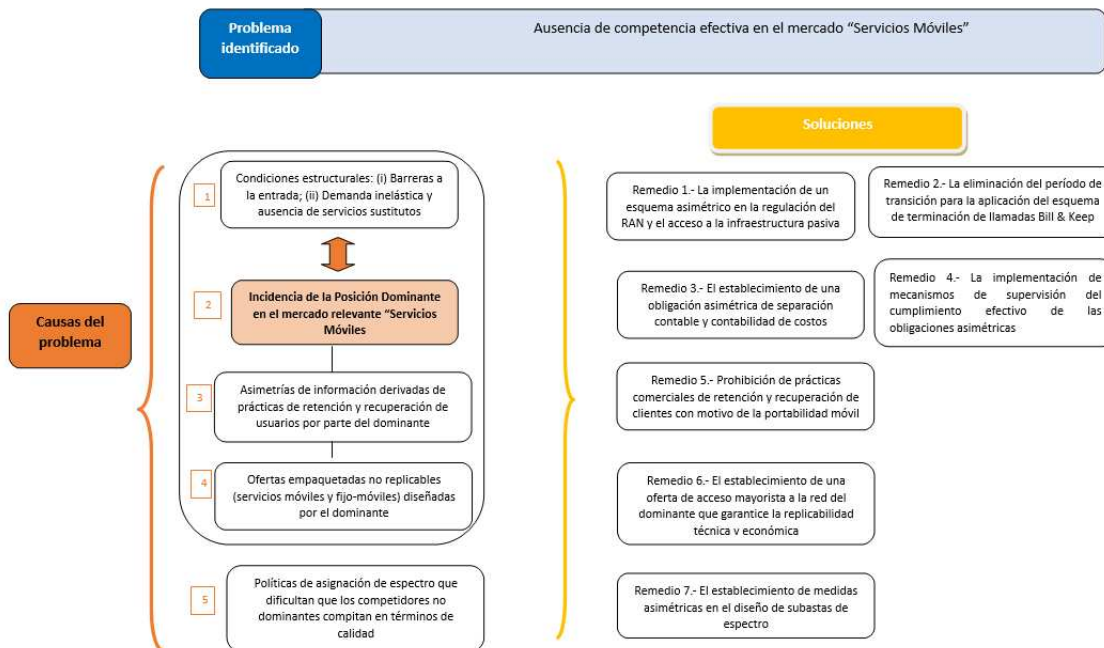 Problema
identificado
Ausencia de competencia efectiva en el mercado “Servicios Móviles”
Causas del
problema
1
Condiciones estructurales: (i) Barreras
a la entrada; (ii) Demanda inelástica y
ausencia de servicios sustitutos
2
Incidencia de la Posición Dominante
en el mercado relevante “Servicios
Móviles
3
Asimetrías de información derivadas de
prácticas de retención y recuperación de
usuarios por parte del dominante
4
Ofertas empaquetadas no replicables
(servicios móviles y fijo-móviles) diseñadas
por el dominante
5
Políticas de asignación de espectro que
dificultan que los competidores no
dominantes compitan en términos de
calidad
Soluciones
Remedio 1.- La implementación de un
esquema asimétrico en la regulación del
RAN y el acceso a la infraestructura pasiva
Remedio 2.- La eliminación del período de
transición para la aplicación del esquema
de terminación de llamadas Bill & Keep
Remedio 3.- El establecimiento de una
obligación asimétrica de separación
contable y contabilidad de costos
Remedio 4.- La implementación de
mecanismos de supervisión del
cumplimiento efectivo de las
obligaciones asimétricas
Remedio 5.- Prohibición de prácticas
comerciales de retención y recuperación de
clientes con motivo de la portabilidad móvil
Remedio 6.- El establecimiento de una
oferta de acceso mayorista a la red del
dominante que garantice la replicabilidad
técnica y económica
Remedio 7.- El establecimiento de medidas
asimétricas en el diseño de subastas de
espectro